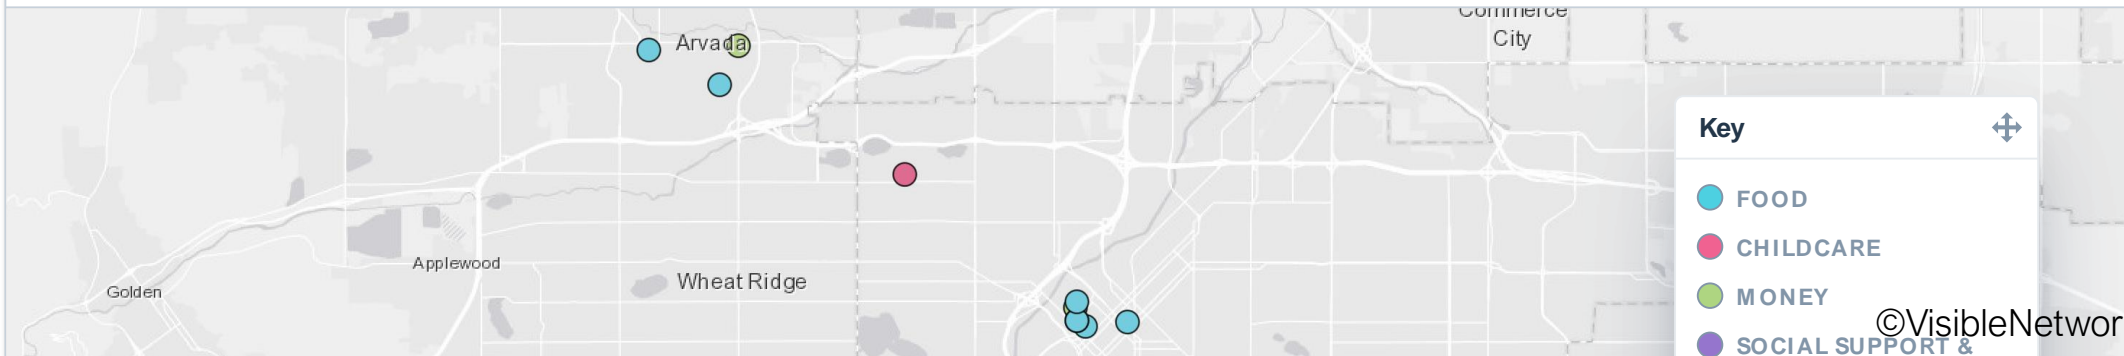 Commerce
City
Arvada
Key
FOOD
CHILDCARE
Applewood
Wheat Ridge
Golden
MONEY
©VisibleNetwor
SOCIAL SUPPORT &